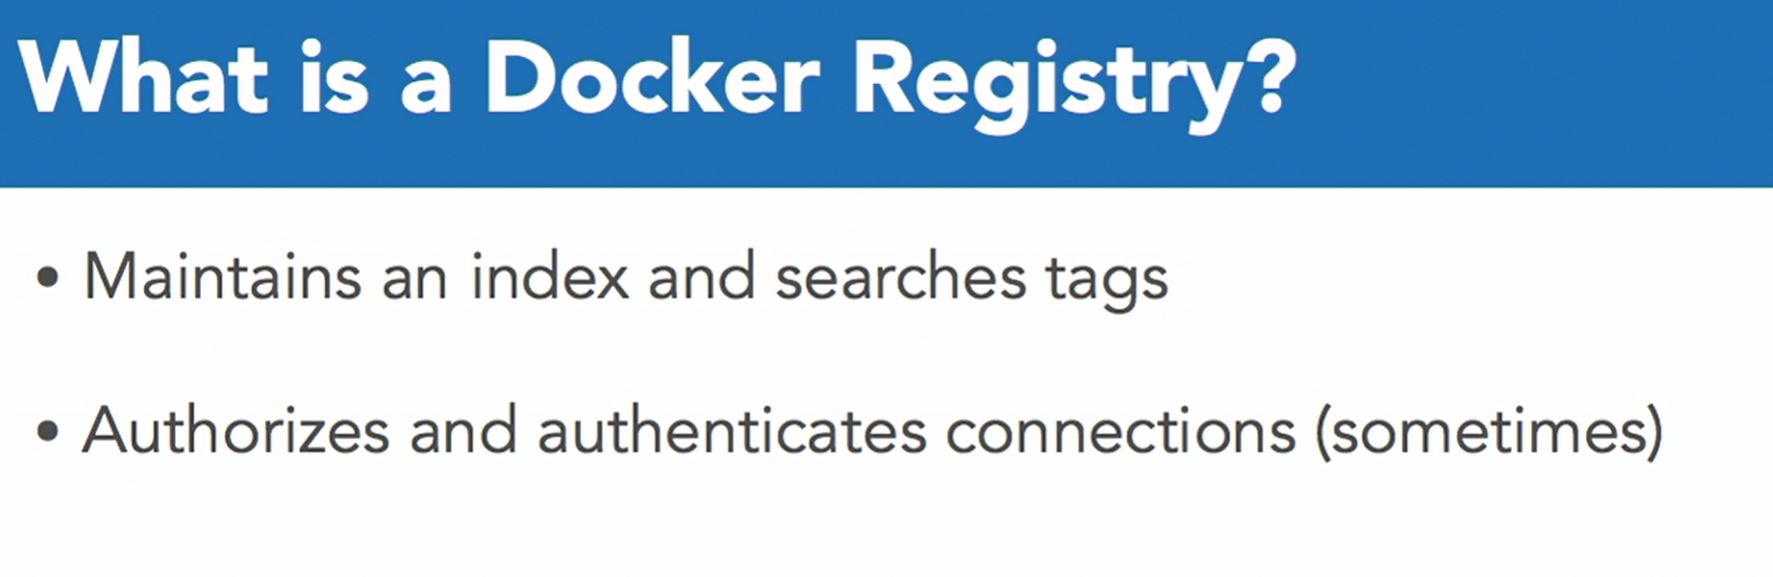 What is a Docker Registry?
• Maintains an index and searches tags
• Authorizes and authenticates connections (sometimes)